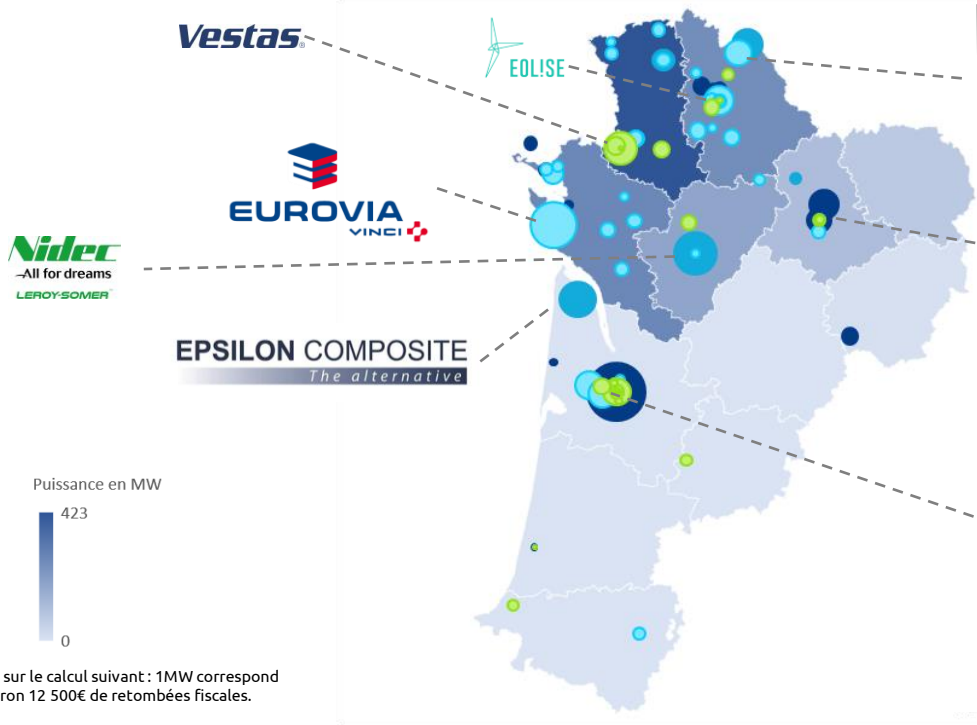 Vestas
EOL!SE
EUROVIA
VINCI
Nidec
All for dreams
LEROY-SOMER
EPSILON COMPOSITE
The alternative
Puissance en MW
423
0
sur le calcul suivant : 1MW correspond
ron 12 500€ de retombées fiscales.